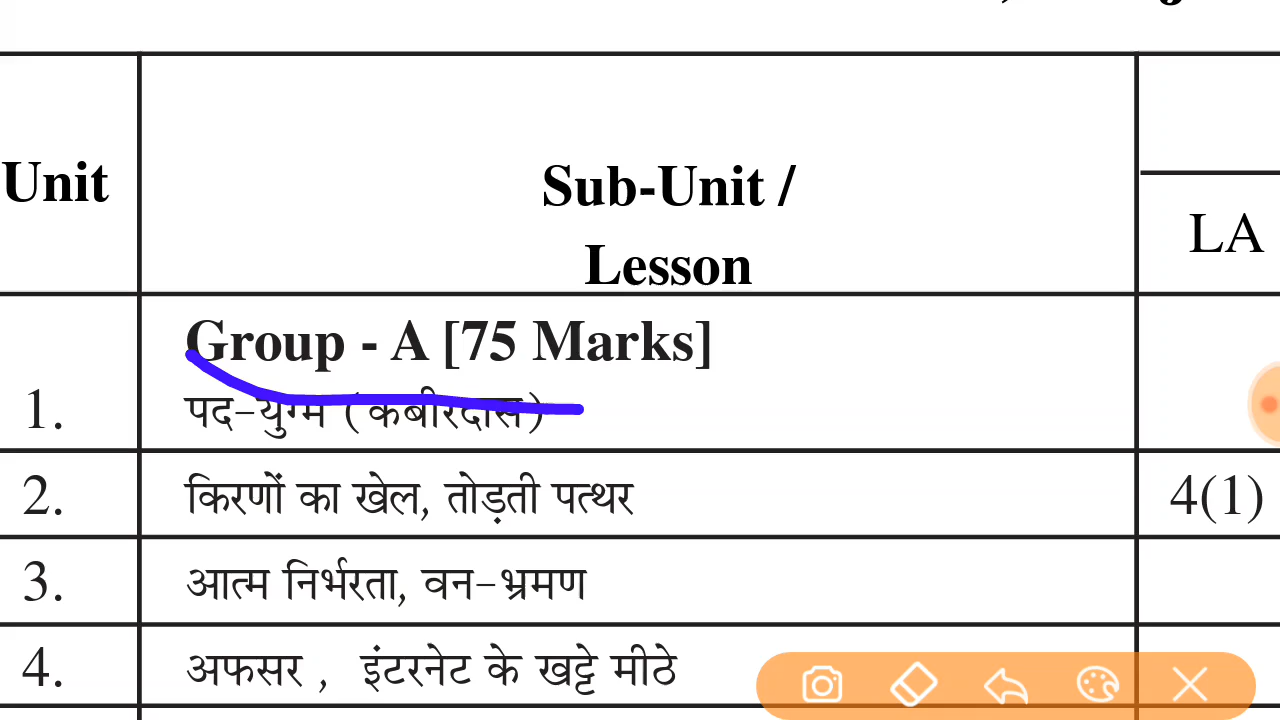 Unit
Sub-Unit /
Lesson
LA
Group - A [75 Marks]
1. पद-युग्म (कबीरदास)
2. किरणों का खेल, तोड़ती पत्थर 4(1)
3. आत्म निर्भरता, वन-भ्रमण
4. अफसर , इंटरनेट के खट्टे मीठे